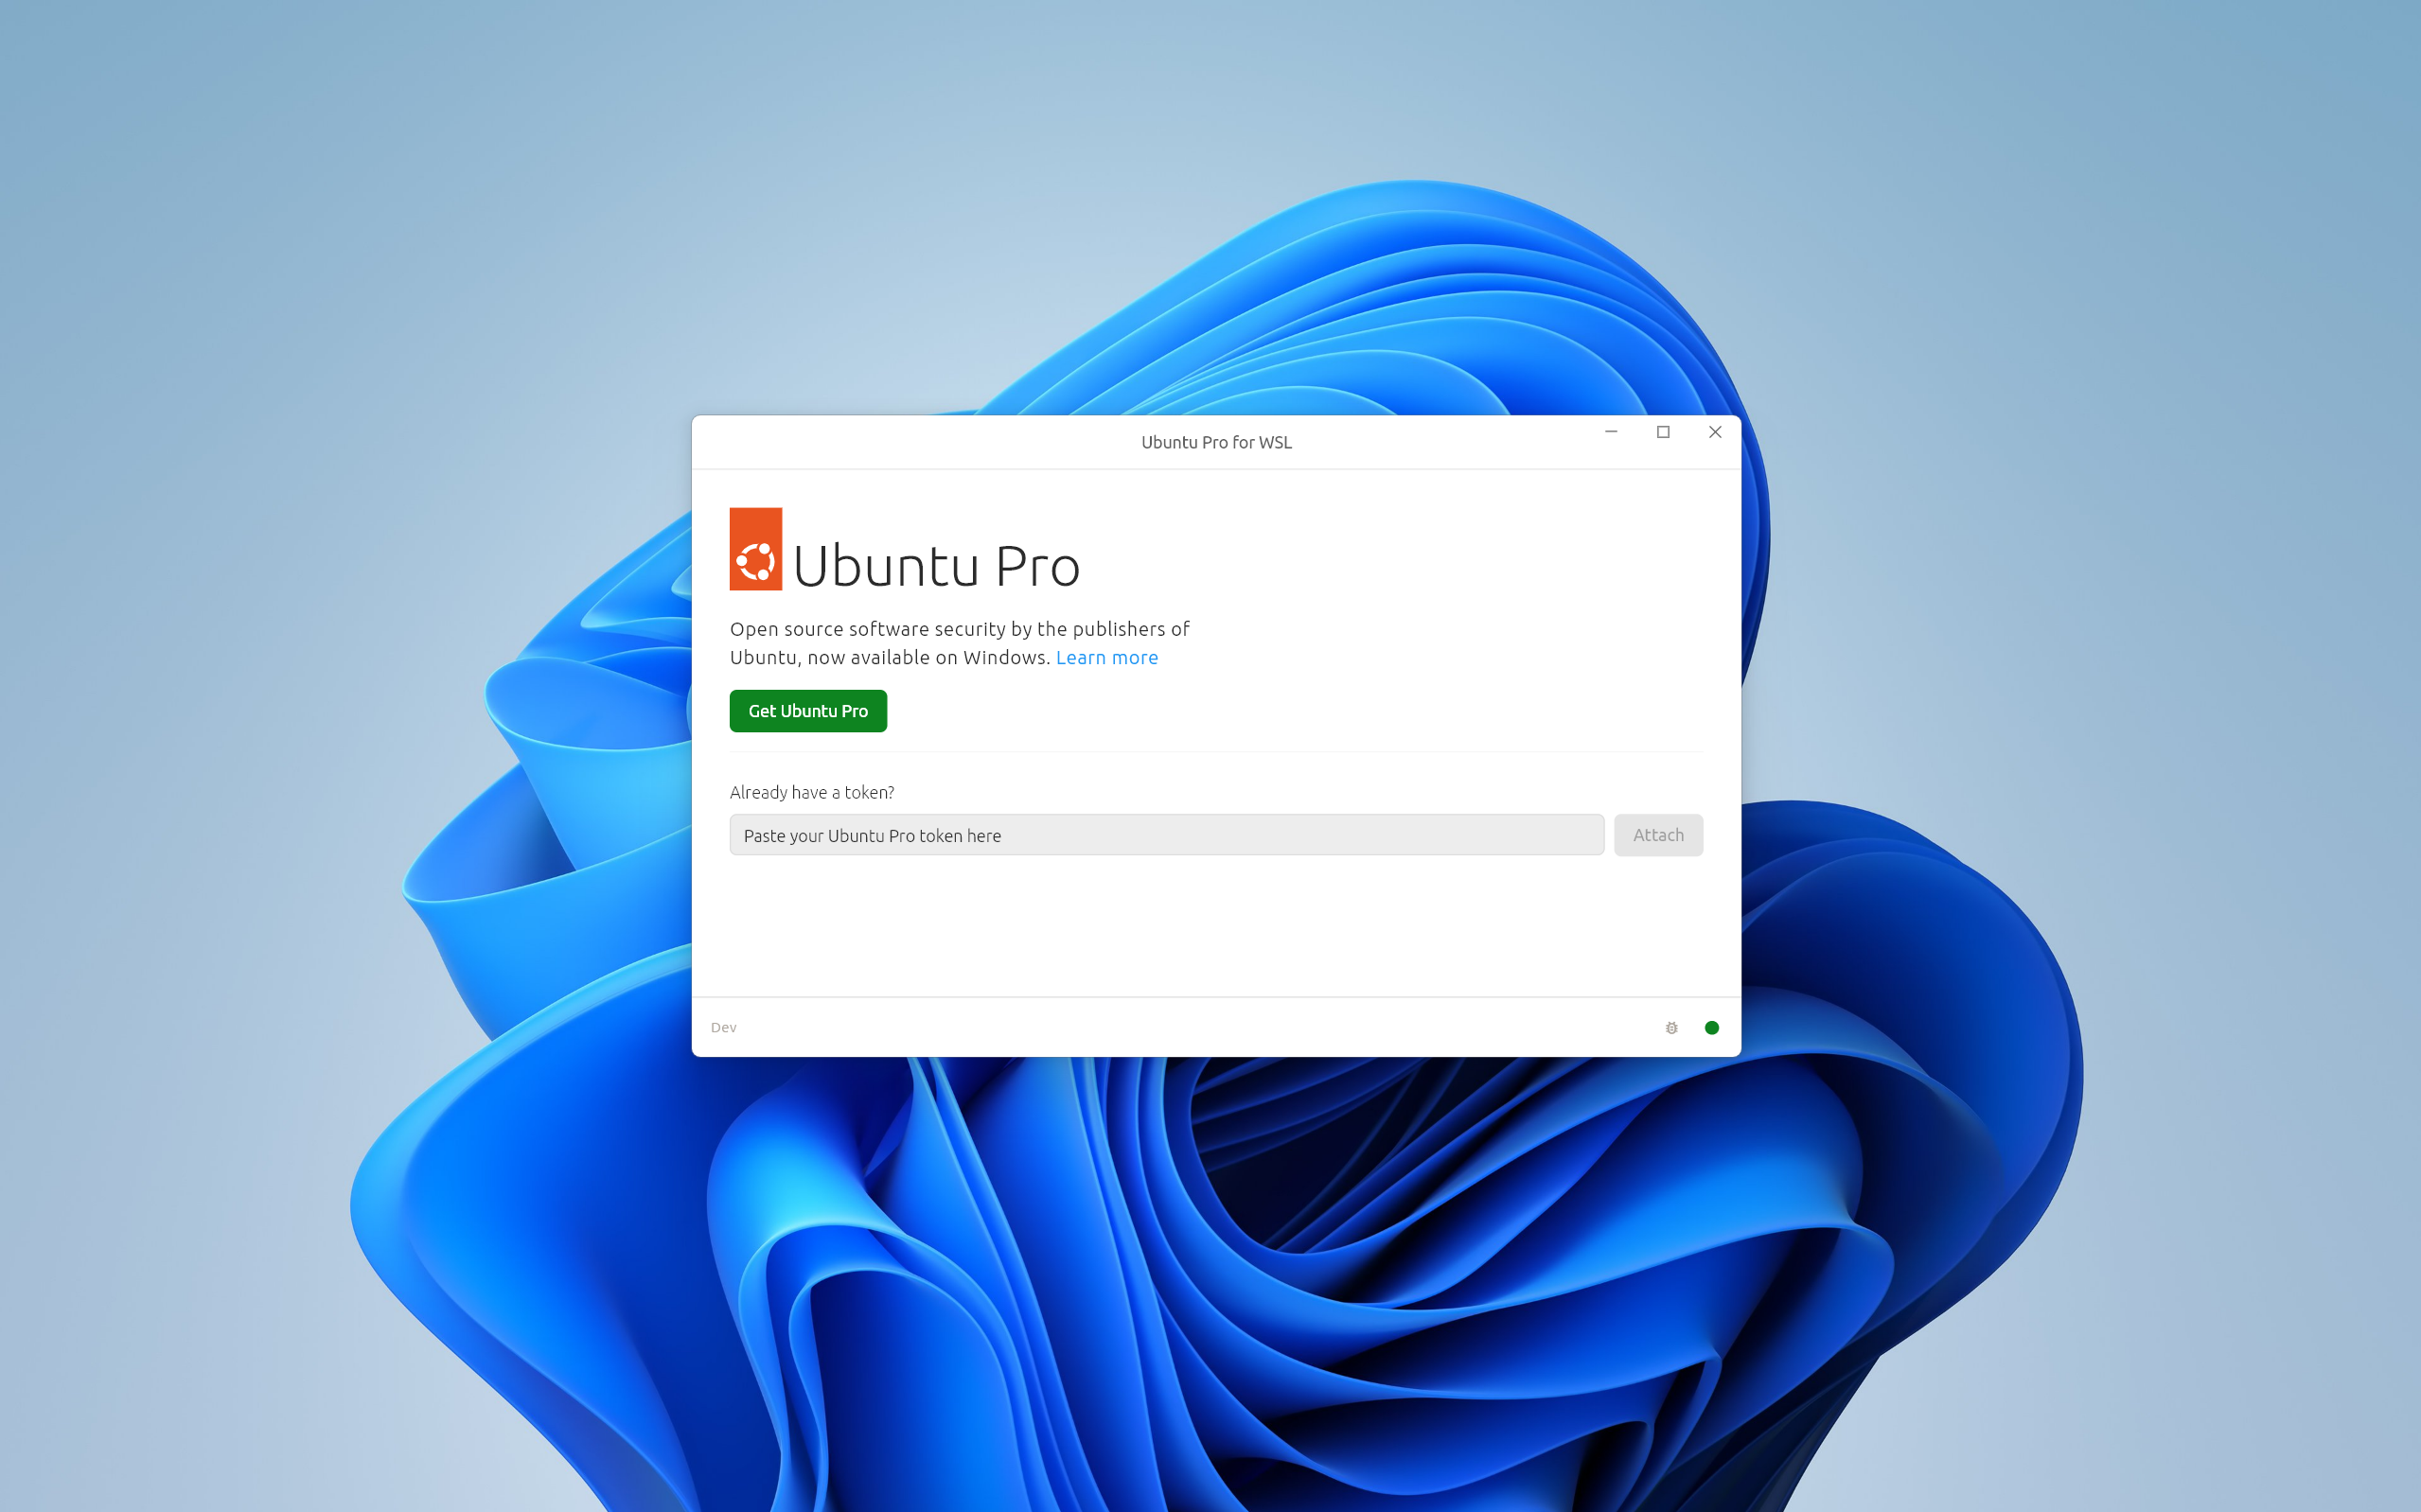 Ubuntu Pro for WSL
Ubuntu Pro
Open source software security by the publishers of
Ubuntu, now available on Windows. Learn more
Get Ubuntu Pro
Already have a token?
Paste your Ubuntu Pro token here
Attach
Dev